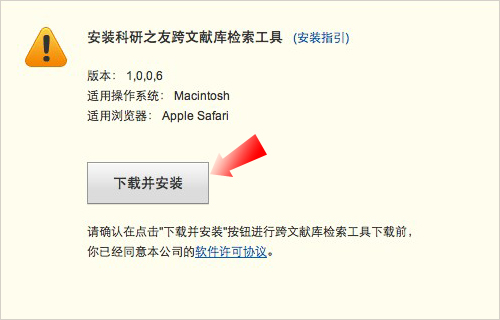 安装科研之友跨文献库检索工具 (安装指引)
版本： 1,0,0,6
适用操作系统： Macintosh
适用浏览器： Apple Safari
下载并安装
请确认在点击"下载并安装"按钮进行跨文献库检索工具下载前，
你已经同意本公司的软件许可协议。